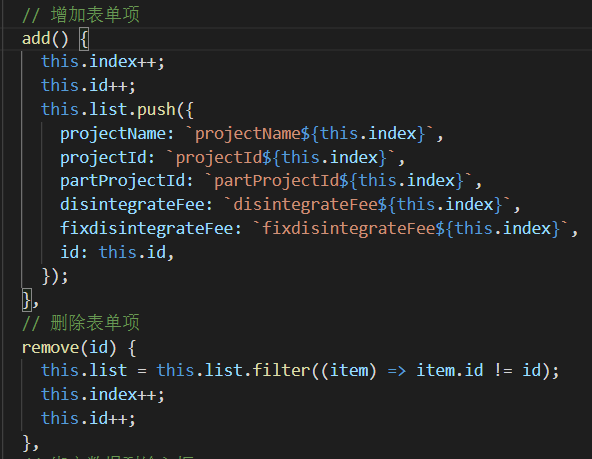 // 增加表单项
add() {
this.index++;
this.id++;
this.list.push({
projectName: `projectName${this.index}`,
projectId: `projectId${this.index}`,
partProjectId: `partProjectId${this.index}`,
disintegrateFee: `disintegrateFee${this.index}`,
fixdisintegrateFee: `fixdisintegrateFee${this.index}`,
id: this.id,
});
},
// 删除表单项
remove(id) {
this.list = this.list.filter((item) => item.id != id);
this.index++;
this.id++;
},